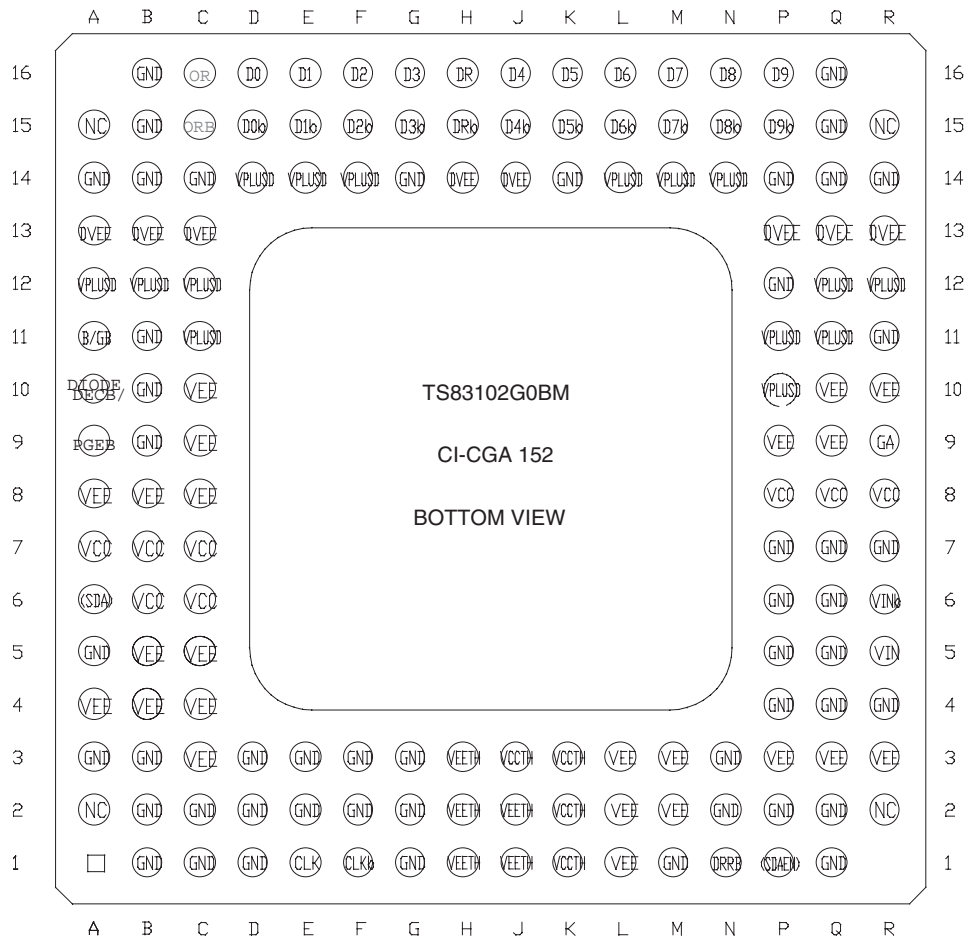 A B C D E F G H J K L M N P Q R
16 GND OR D0 D1 D2 D3 DR D4 D5 D6 D7 D8 D9 GND 16
15 NC GND ORB D0b D1b D2b D3b DRb D4b D5b D6b D7b D8b D9b GND NC 15
14 GND GND GND VPLUSD VPLUSD VPLUSD GND DVEE DVEE GND VPLUSD VPLUSD VPLUSD GND GND GND 14
13 DVEE DVEE DVEE DVEE DVEE DVEE 13
12 VPLUSD VPLUSD VPLUSD GND VPLUSD VPLUSD 12
11 B/GB GND VPLUSD VPLUSD VPLUSD GND 11
10 DIODE DECB/ GND VEE VPLUSD VEE VEE 10
TS83102G0BM
9 PGEB GND VEE VEE VEE GA 9
CI-CGA 152
8 VEE VEE VEE VCC VCC VCC 8
BOTTOM VIEW
7 VCC VCC VCC GND GND GND 7
6 (SDA) VCC VCC GND GND VINb 6
5 GND VEE VEE GND GND VIN 5
4 VEE VEE VEE GND GND GND 4
3 GND GND VEE GND GND GND GND VEETH VCCTH VCCTH VEE VEE GND VEE VEE VEE 3
2 NC GND GND GND GND GND GND VEETH VEETH VCCTH VEE VEE GND GND GND NC 2
1 GND GND GND CLK CLKb GND VEETH VEETH VCCTH VEE GND DRRB (SDAEN) GND 1
A B C D E F G H J K L M N P Q R